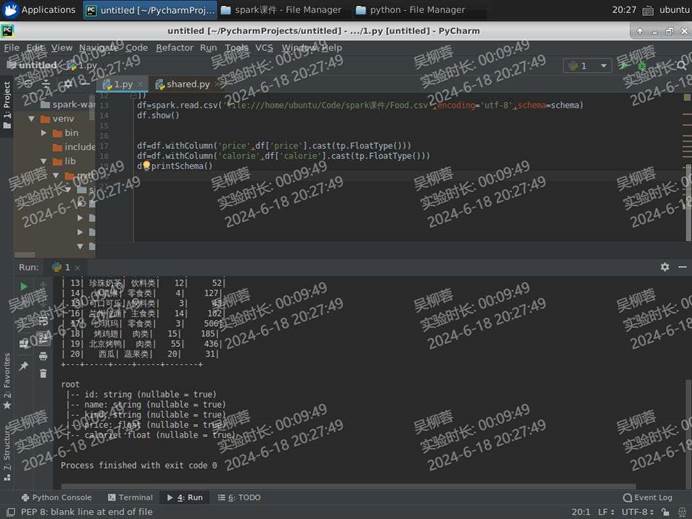 Applications
untitled [~/PycharmProj...
spark课件 - File Manager
python - File Manager
20:27
ubuntu
untitled [~/PycharmProjects/untitled] - .../1.py [untitled] - PyCharm
File Edit View Navigate Code Refactor Run Tools VCS Window Help
untitled
1.py
1
1: Project
1.py
shared.py
spark-wa
venv
bin
include
lib
12 ])
13 df=spark.read.csv('file:///home/ubuntu/Code/spark课件/Food.csv',encoding='utf-8',schema=schema)
14 df.show()
15
16
17 df=df.withColumn('price',df['price'].cast(tp.FloatType()))
18 df=df.withColumn('calorie',df['calorie'].cast(tp.FloatType()))
df.printSchema()
Run: 1
| 13| 珍珠奶茶| 饮料类| 12| 52|
| 14| 零食类| 4| 127|
可口可乐| 饮料类| 3|
| 16| 主食类| 14|
零食类| 3|
| 18| 烤鸡翅| 肉类| 15| 185|
| 19| 北京烤鸭| 肉类| 55| 436|
| 20| 西瓜| 蔬果类| 20| 31|
+---+-----+----+-----+-------+
root
|-- id: string (nullable = true)
|-- name: string (nullable = true)
|-- kind: string (nullable = true)
|-- price: float (nullable = true)
|-- calorie: float (nullable = true)
Process finished with exit code 0
2: Favorites
7: Structure
Python Console
Terminal
4: Run
6: TODO
Event Log
PEP 8: blank line at end of file
20:1 LF UTF-8
吴柳蓉
实验时长: 00:09:49
2024-6-18 20:27:49